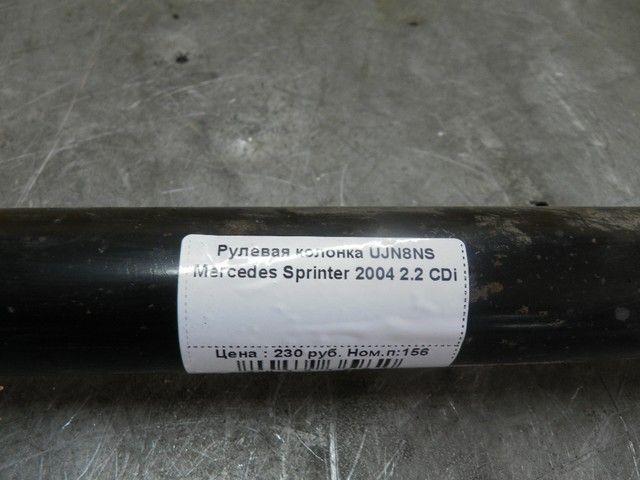 Рулевая колонка UJN8NS
Mercedes Sprinter 2004 2.2 CDi
Цена : 230 руб. Ном.п:156